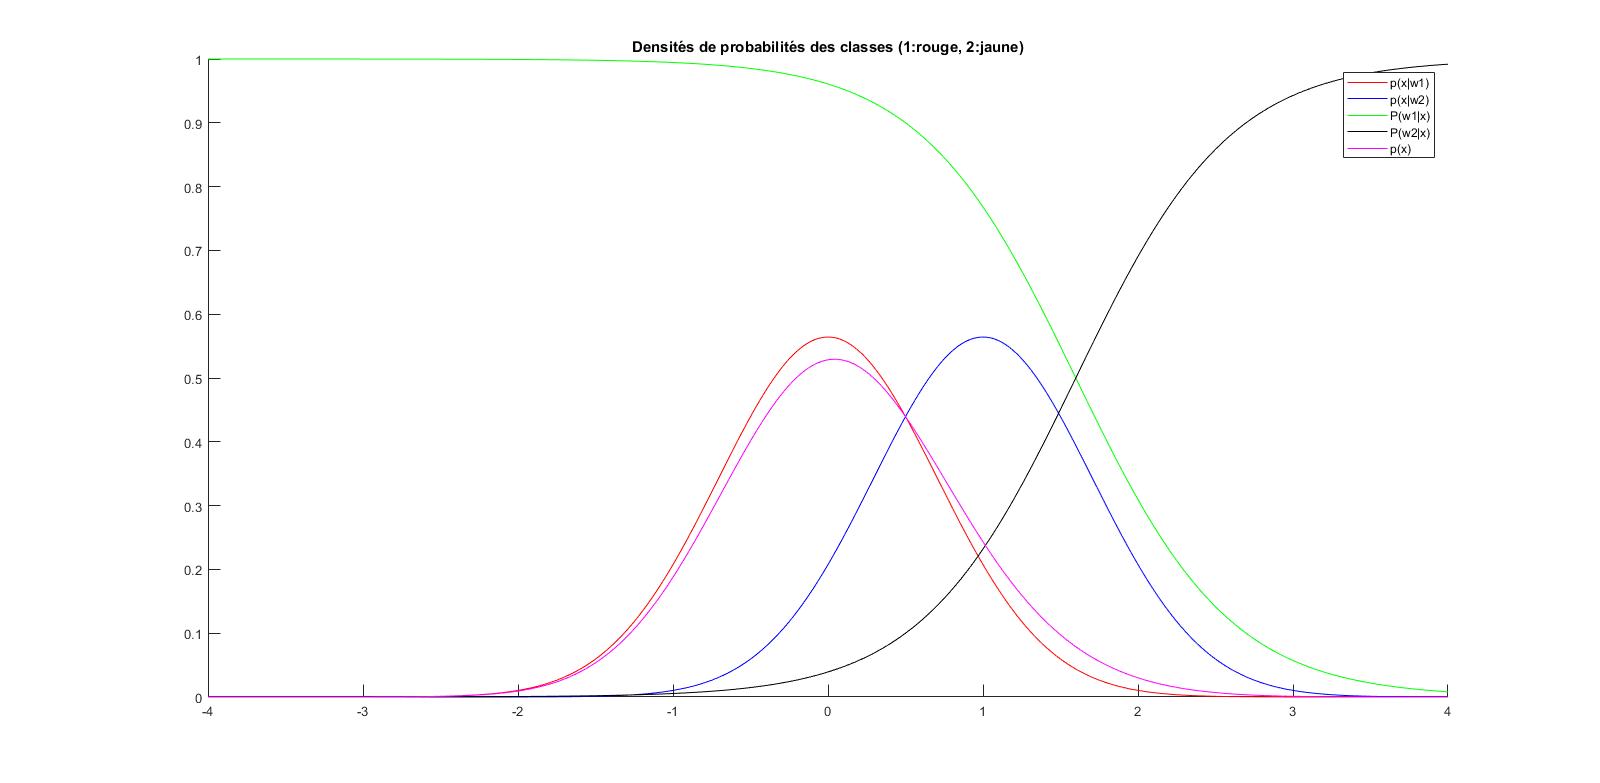 Densités de probabilités des classes (1:rouge, 2:jaune)
1
0.9
0.8
0.7
0.6
0.5
0.4
0.3
0.2
0.1
0
-4 -3 -2 -1 0 1 2 3 4
p(x|w1)
p(x|w2)
P(w1|x)
P(w2|x)
p(x)